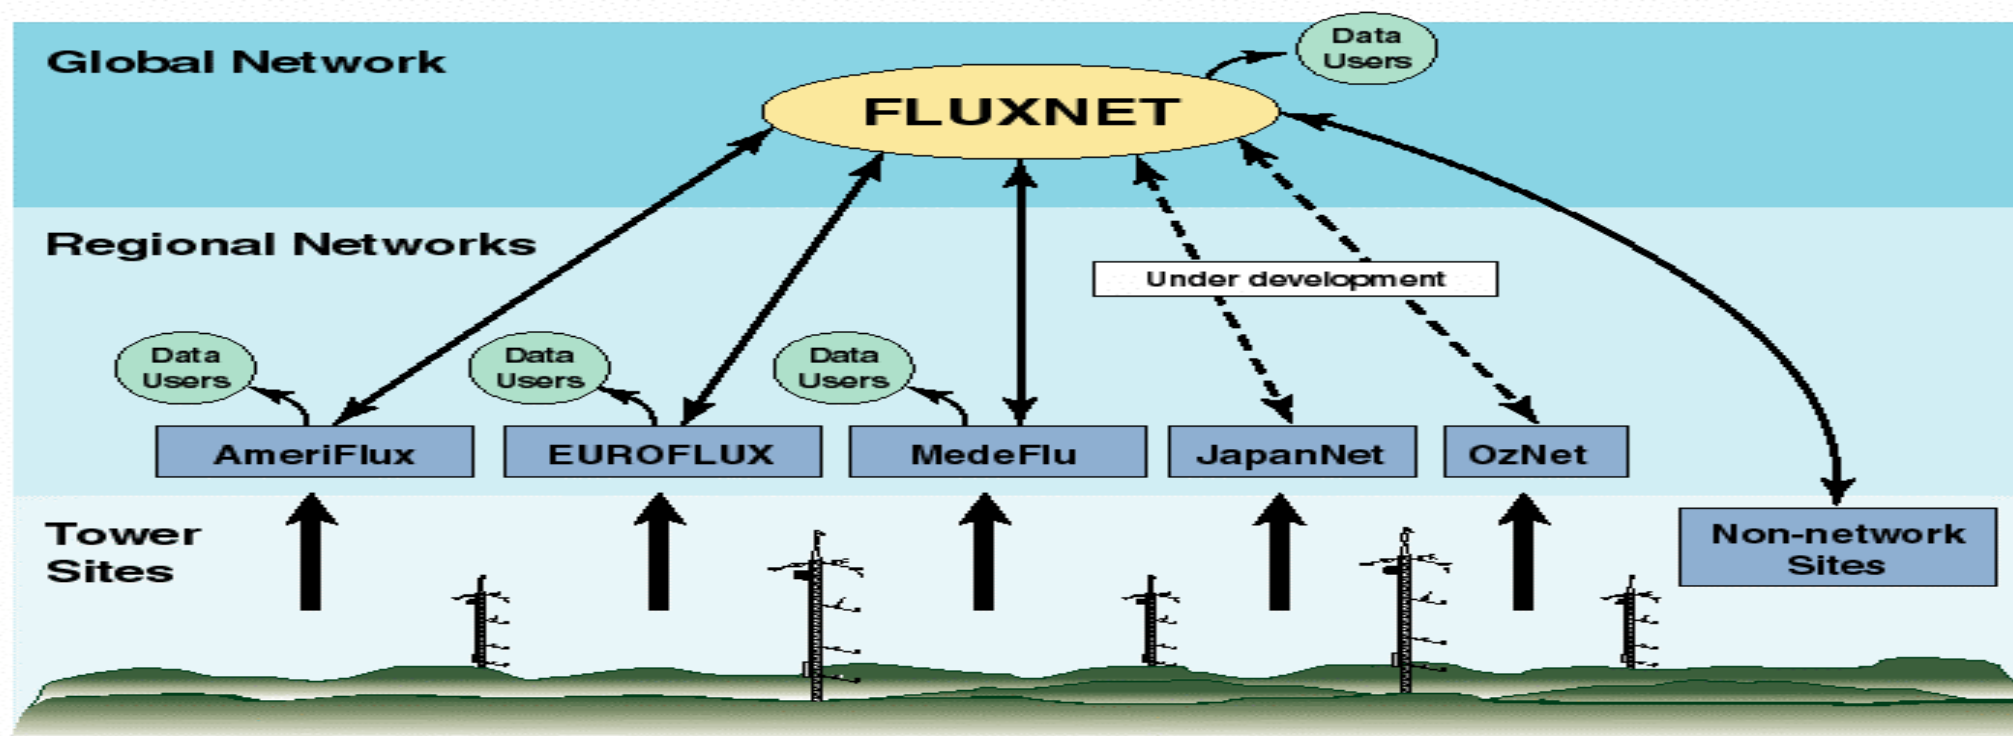 Global Network
Data
Users
FLUXNET
Regional Networks
Under development
Data
Users
Data
Users
Data
Users
AmeriFlux
EUROFLUX
MedeFlu
JapanNet
OzNet
Tower
Sites
Non-network
Sites